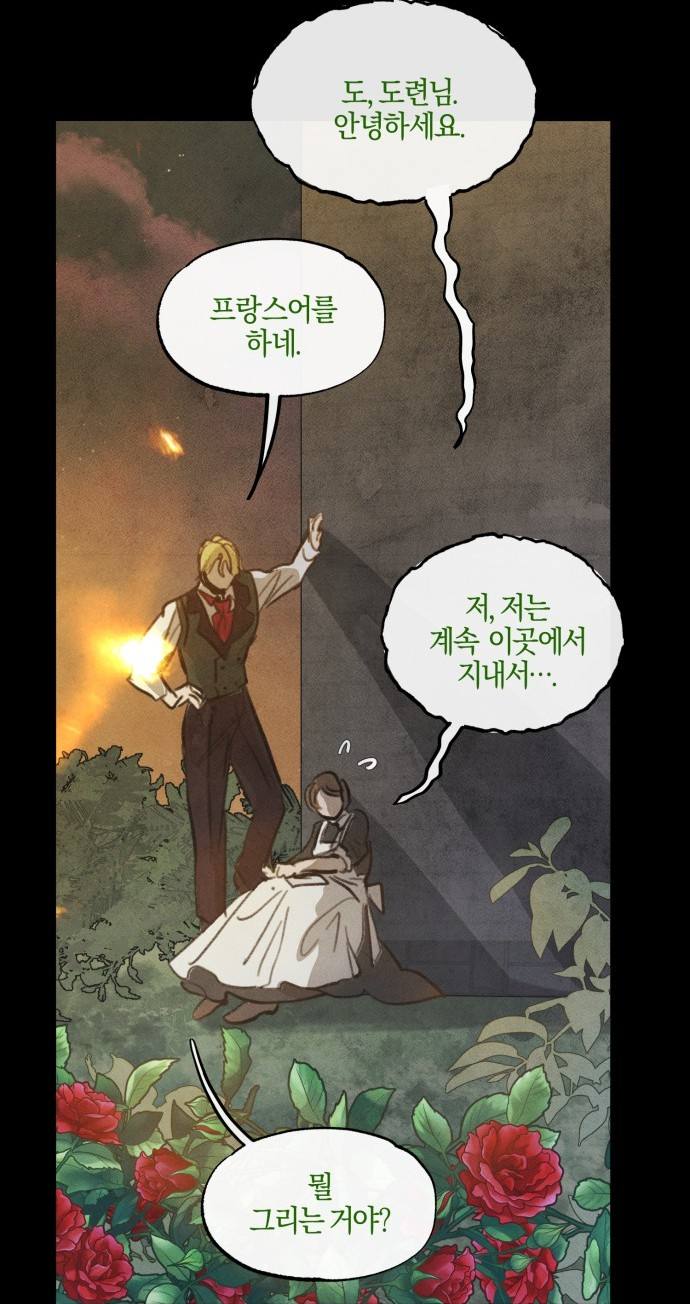 도, 도련님.
안녕하세요.
프랑스어를
하네.
저, 저는
계속 이곳에서
지내서….
뭘
그리는 거야?